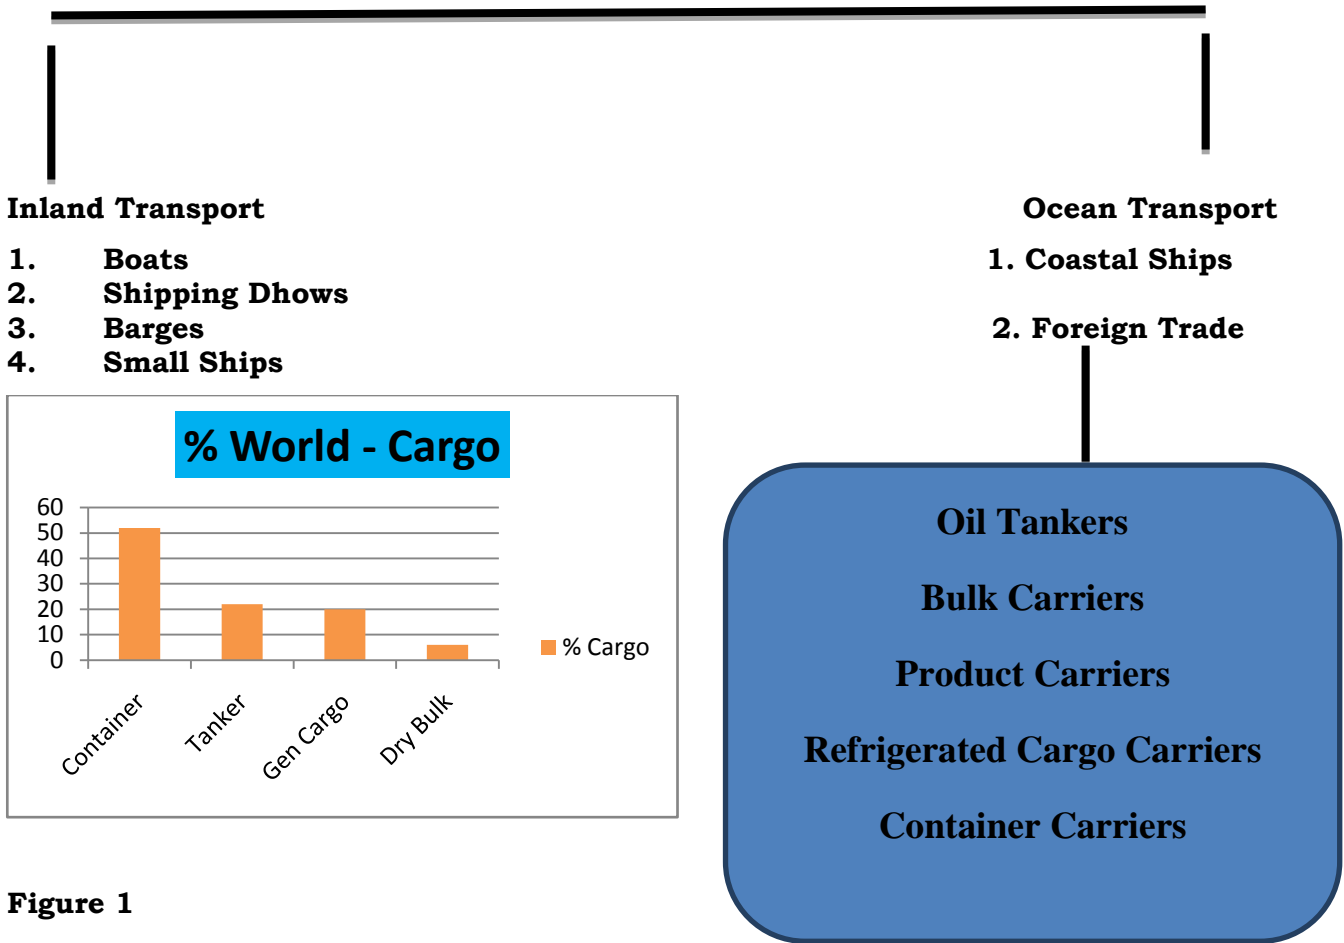 Inland Transport
1. Boats
2. Shipping Dhows
3. Barges
4. Small Ships
Ocean Transport
1. Coastal Ships
2. Foreign Trade
% World - Cargo
60
50
40
30
20
10
0
Container
Tanker
Gen Cargo
Dry Bulk
% Cargo
Oil Tankers
Bulk Carriers
Product Carriers
Refrigerated Cargo Carriers
Container Carriers
Figure 1